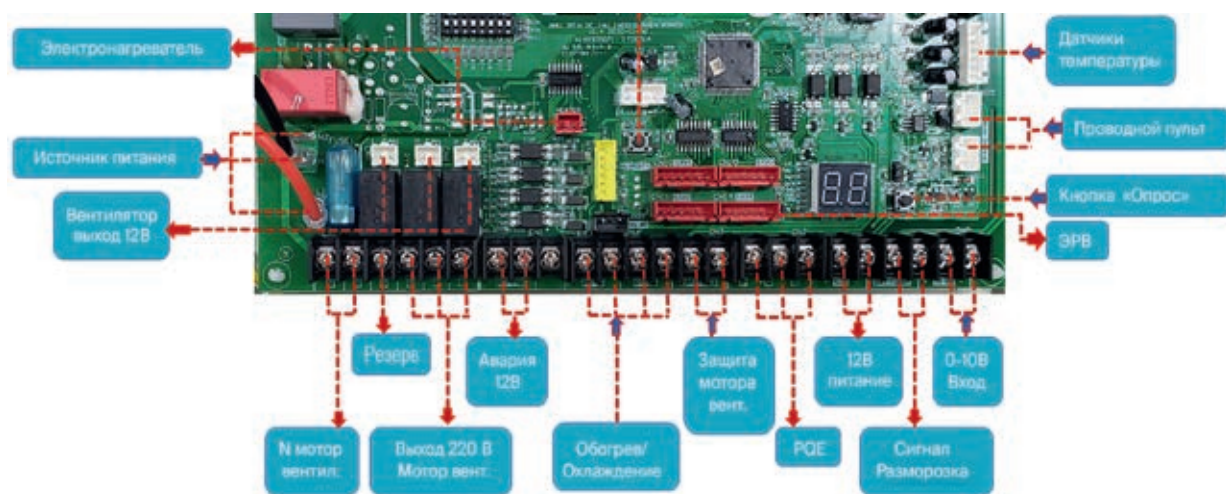 Электронагреватель
Датчики
температуры
Проводной пульт
Источник питания
Вентилятор
выход 12В
Кнопка «Опрос»
ЭРВ
Резерв
Авария
12В
Защита
мотора
вент.
12В
питание
0-10В
Вход
N мотор
вентил.
Выход 220 В
Мотор вент.
Обогрев/
Охлаждение
PQE
Сигнал
Разморозка